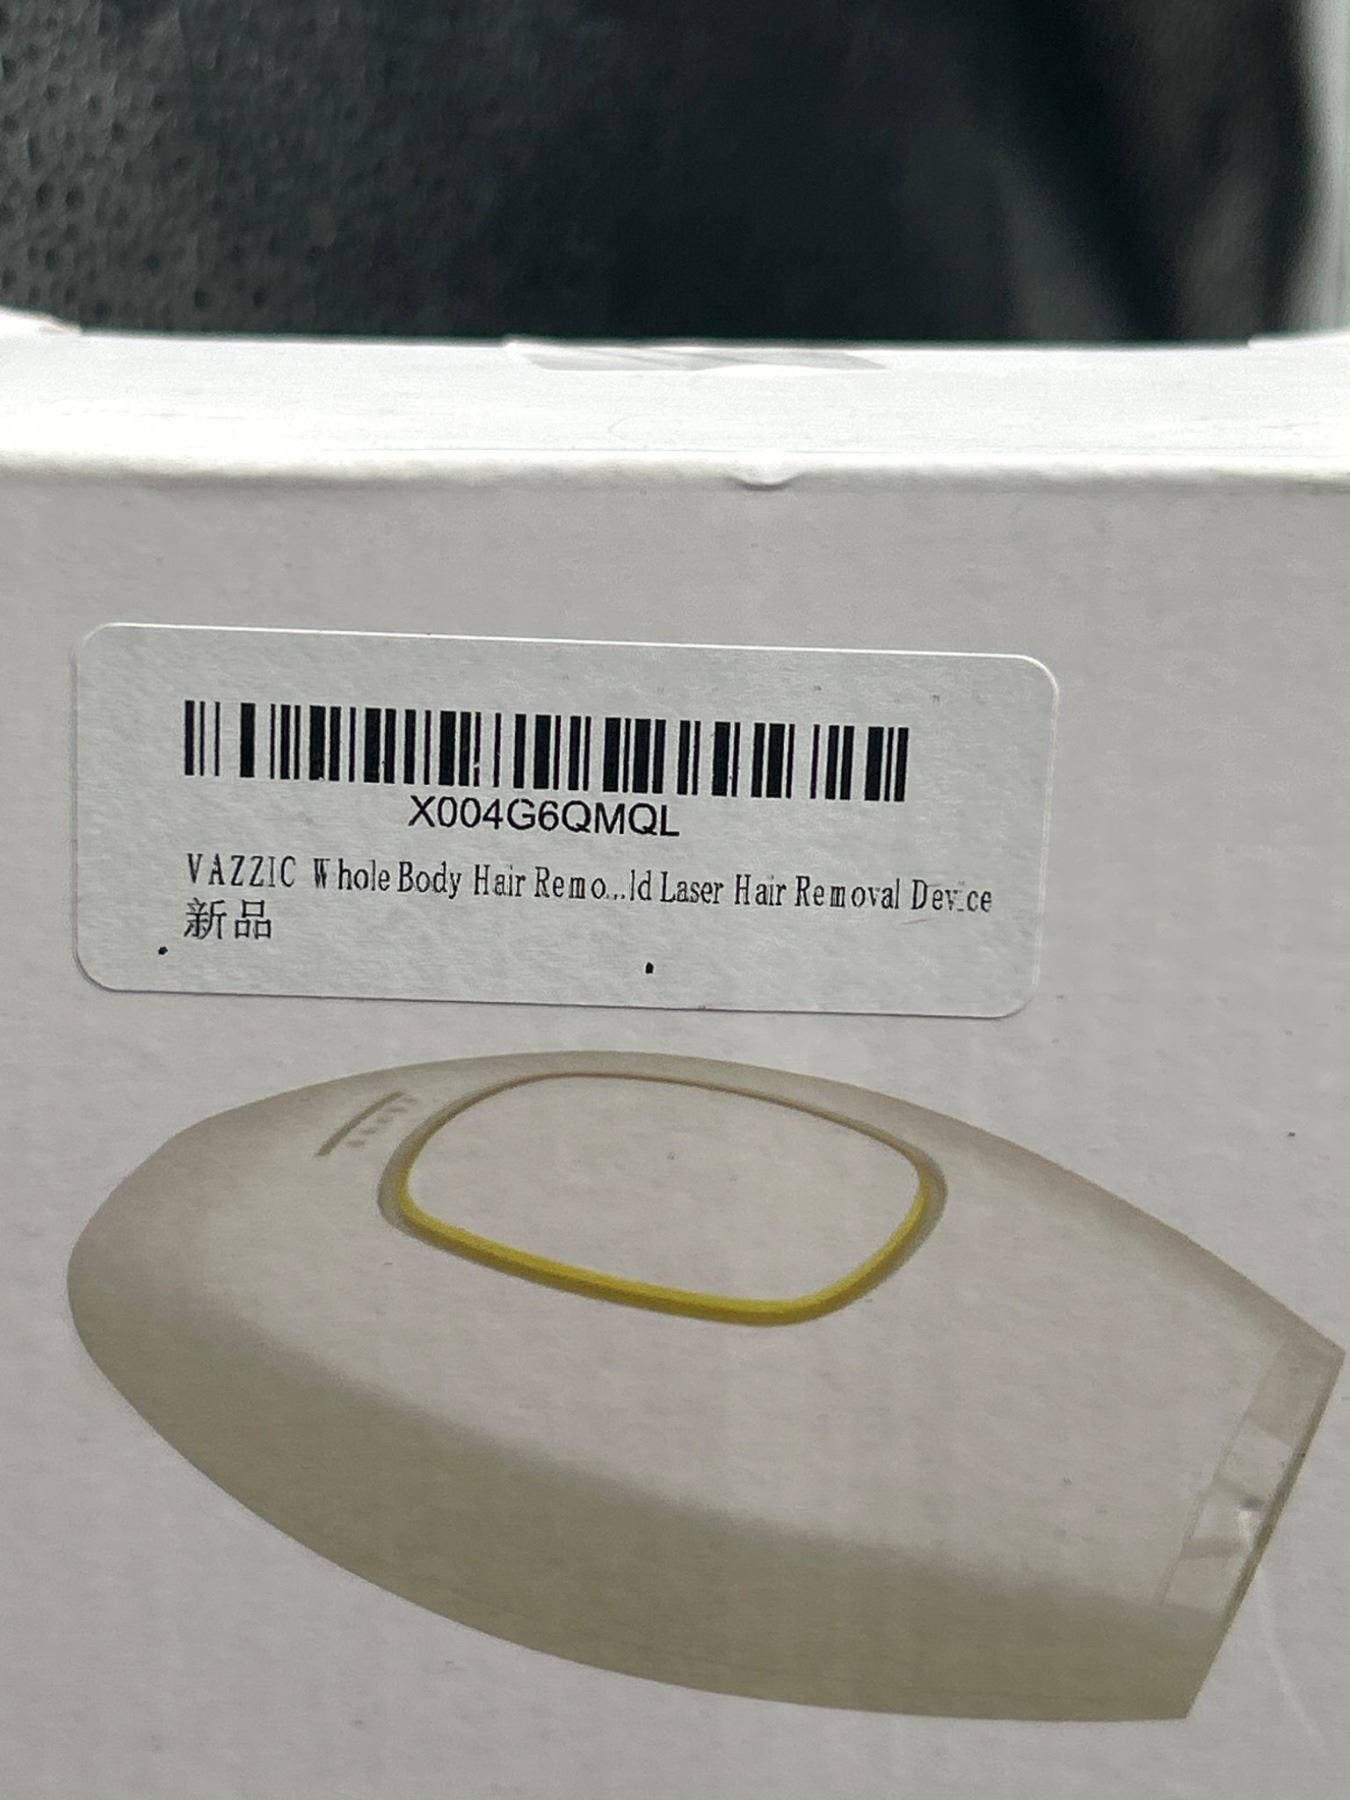 X004G6QMQL
VAZZIC Whole Body Hair Remo...ld Laser Hair Removal Device
新品